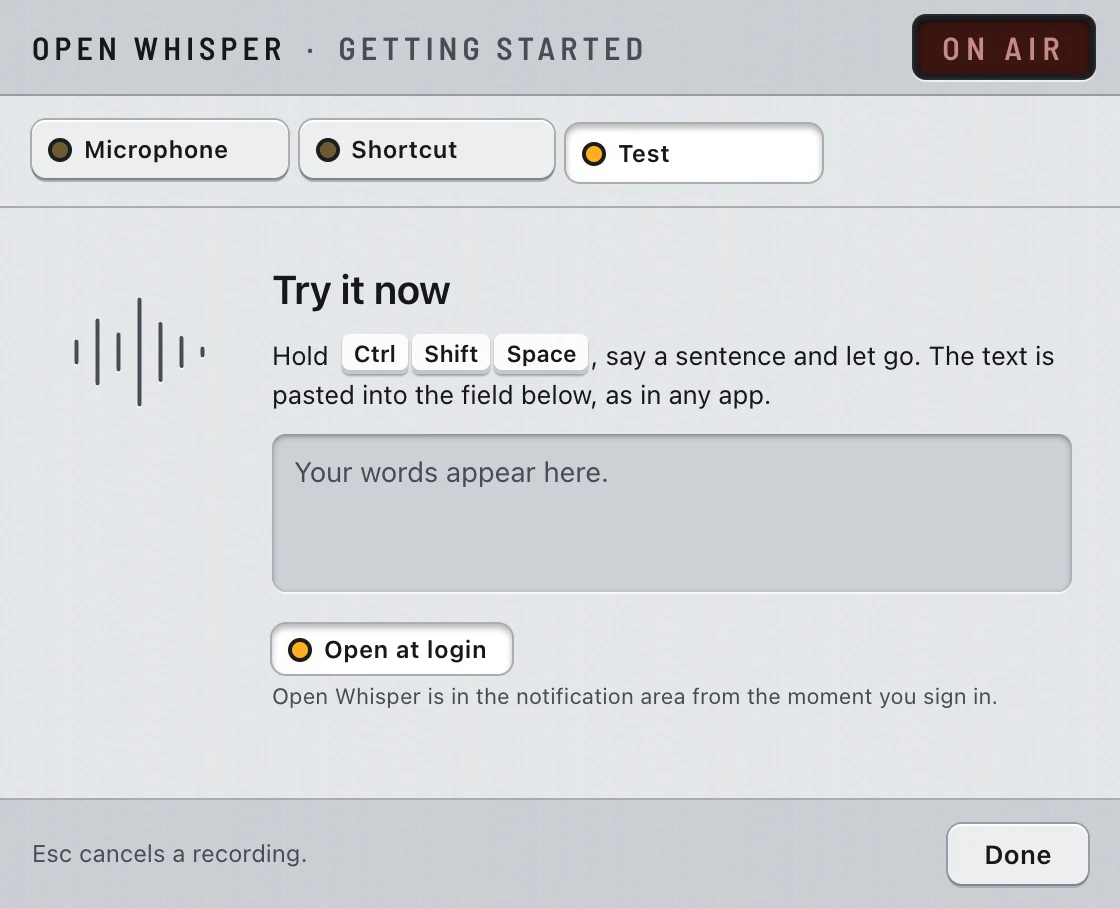 OPEN WHISPER · GETTING STARTED
ON AIR
Microphone
Shortcut
Test
Try it now
Hold Ctrl Shift Space, say a sentence and let go. The text is
pasted into the field below, as in any app.
Your words appear here.
Open at login
Open Whisper is in the notification area from the moment you sign in.
Esc cancels a recording.
Done